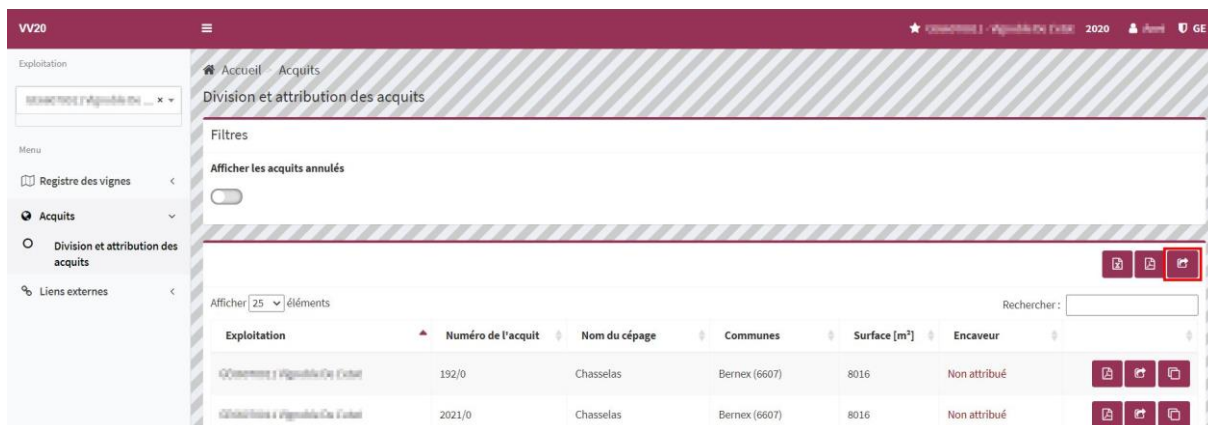 VV20
2020 GE
Exploitation
Accueil Acquits
Division et attribution des acquits
Filtres
Menu
Afficher les acquits annulés
Registre des vignes
Acquits
Division et attribution des
acquits
Liens externes
Afficher 25 éléments
Rechercher :
Exploitation Numéro de l'acquit Nom du cépage Communes Surface [m²] Encaveur
192/0 Chasselas Bernex (6607) 8016 Non attribué
2021/0 Chasselas Bernex (6607) 8016 Non attribué